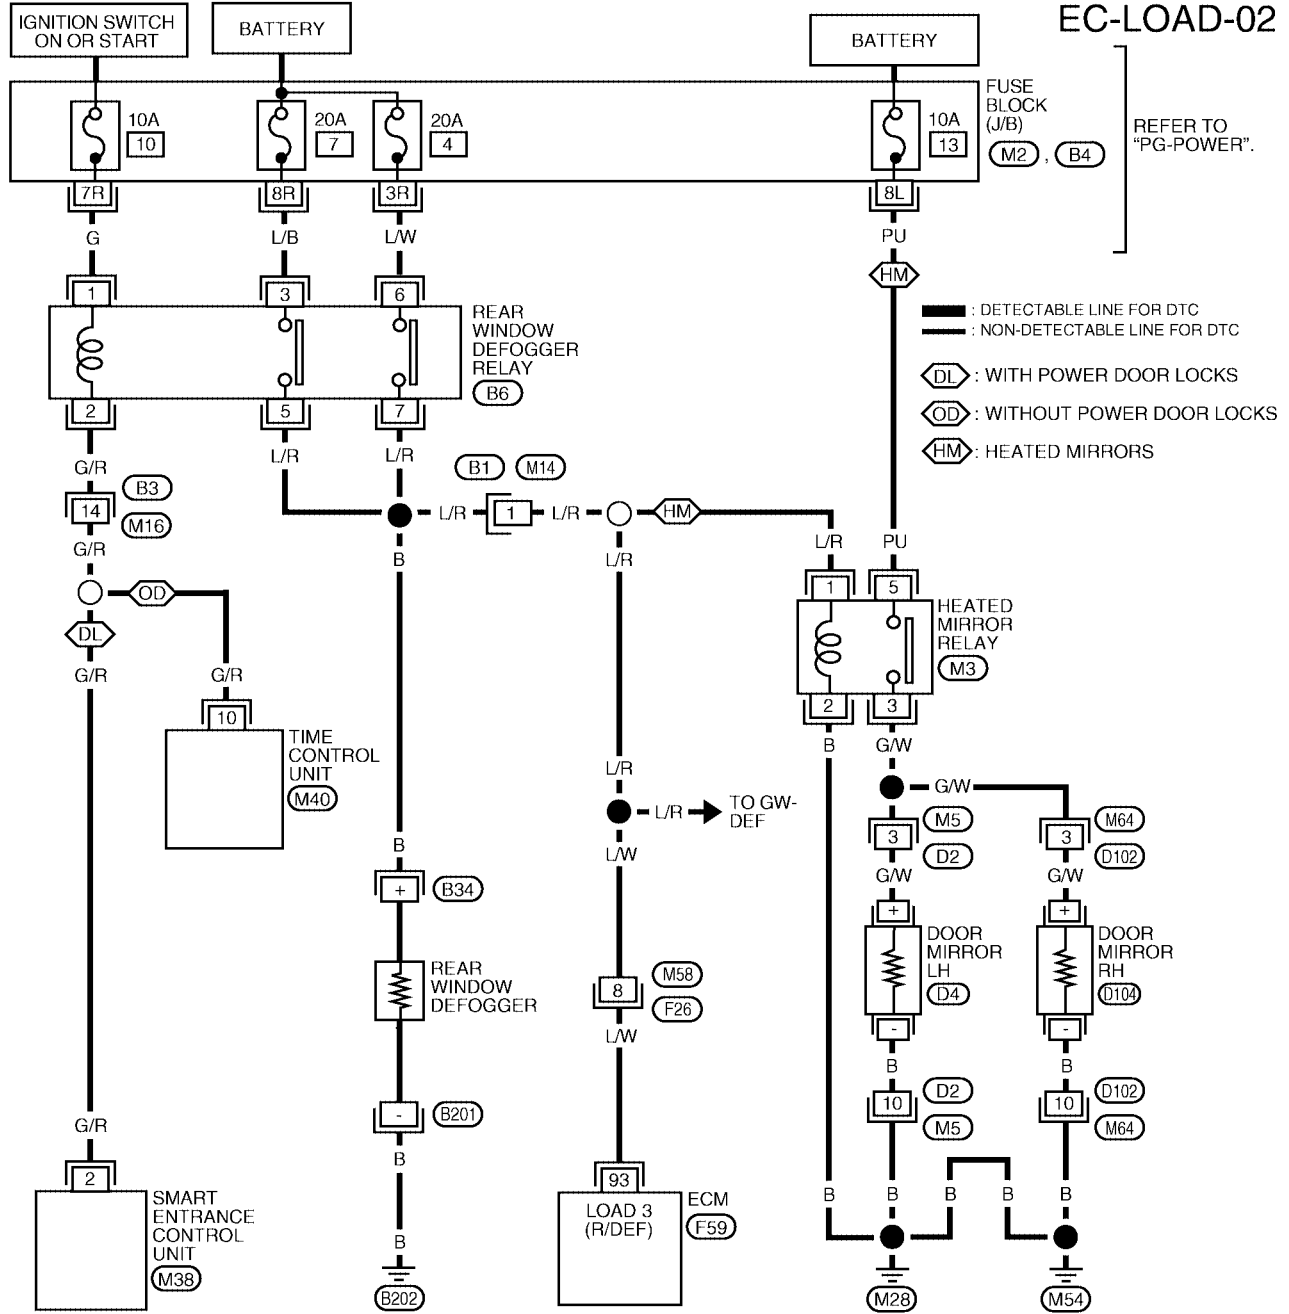 EC-LOAD-02
IGNITION SWITCH
ON OR START
BATTERY
BATTERY
10A
10
20A
7
20A
4
10A
13
FUSE
BLOCK
(J/B)
M2 , B4
REFER TO
"PG-POWER".
7R
8R
3R
8L
G
L/B
L/W
PU
HM
1
3
6
REAR
WINDOW
DEFOGGER
RELAY
B6
: DETECTABLE LINE FOR DTC
: NON-DETECTABLE LINE FOR DTC
DL : WITH POWER DOOR LOCKS
OD : WITHOUT POWER DOOR LOCKS
HM : HEATED MIRRORS
2
5
7
G/R
L/R
L/R
B3
14
M16
G/R
B1
M14
L/R
1
L/R
HM
B
L/R
L/R
PU
OD
DL
G/R
G/R
1
5
HEATED
MIRROR
RELAY
M3
2
3
10
TIME
CONTROL
UNIT
M40
B
G/W
L/R
L/R
TO GW-
DEF
L/W
G/W
M5
3
D2
M64
3
D102
B
+
B34
G/W
G/W
+
+
DOOR
MIRROR
LH
D4
DOOR
MIRROR
RH
D104
REAR
WINDOW
DEFOGGER
M58
8
F26
L/W
-
-
B
B
-
B201
D2
10
M5
D102
10
M64
G/R
B
2
SMART
ENTRANCE
CONTROL
UNIT
M38
B
B202
93
LOAD 3
(R/DEF)
ECM
F59
B
B
B
B
B
M28
M54